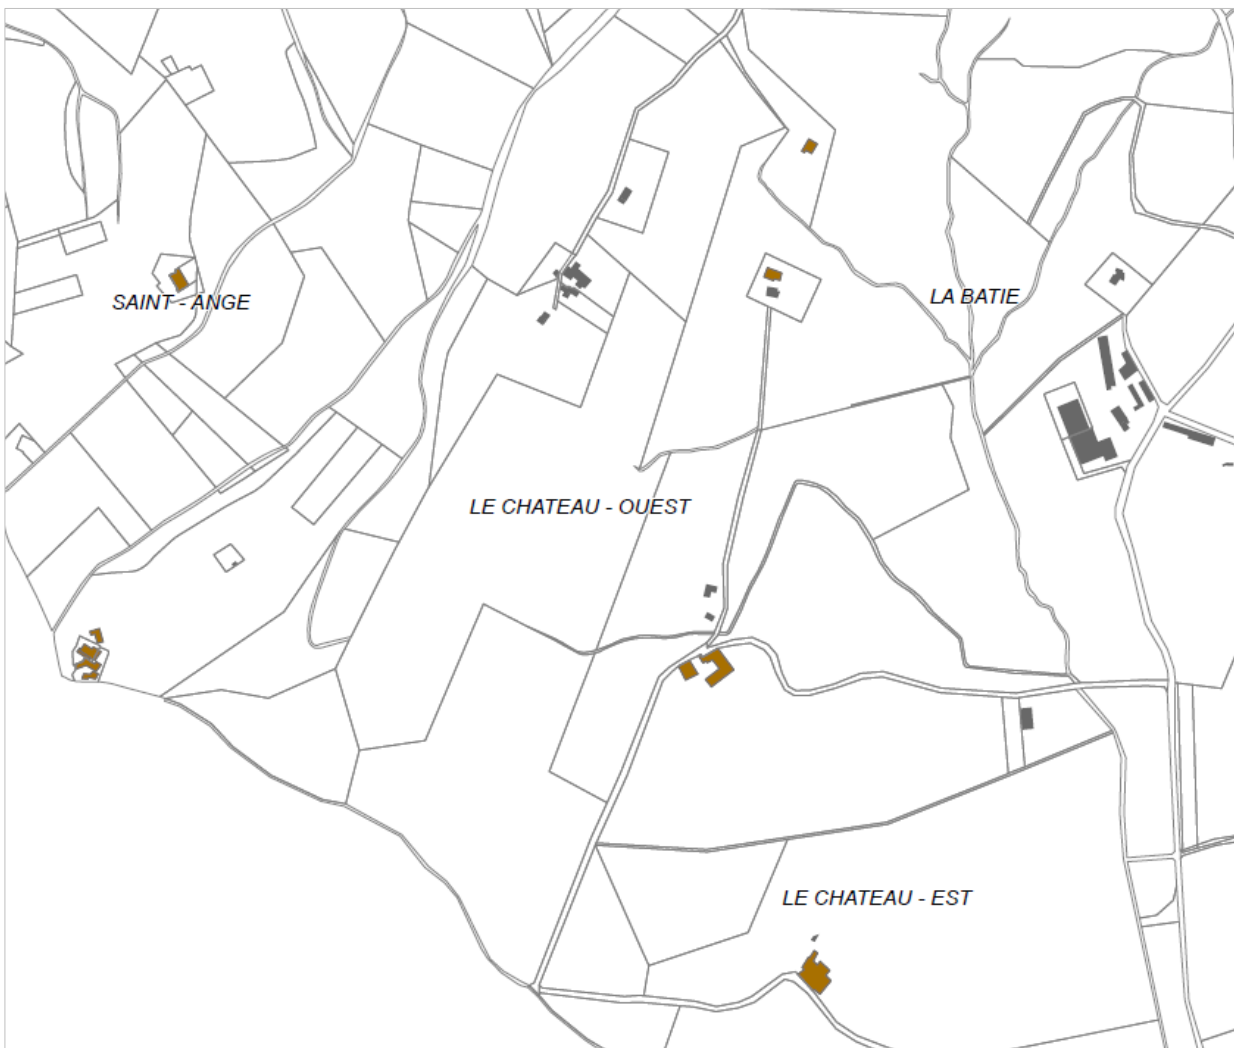 SAINT - ANGE
LA BATIE
LE CHATEAU - OUEST
LE CHATEAU - EST